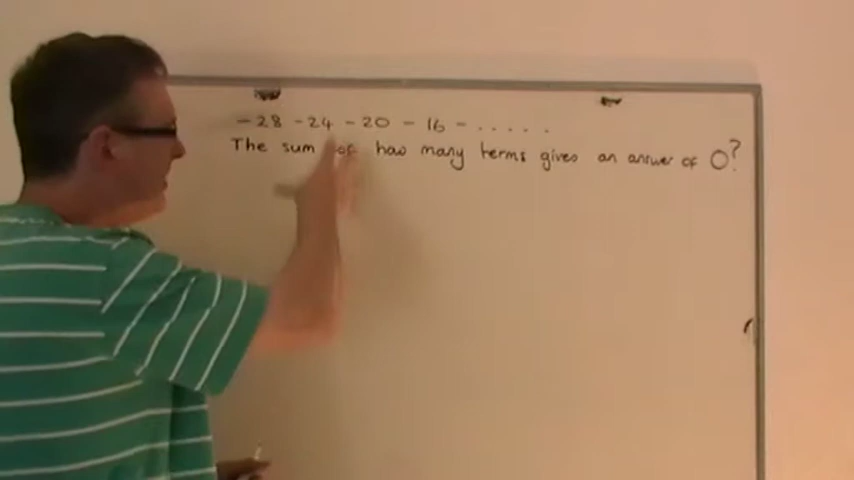 -28 -24 -20 - 16 - . . . . .
The sum of how many terms gives an answer of 0?